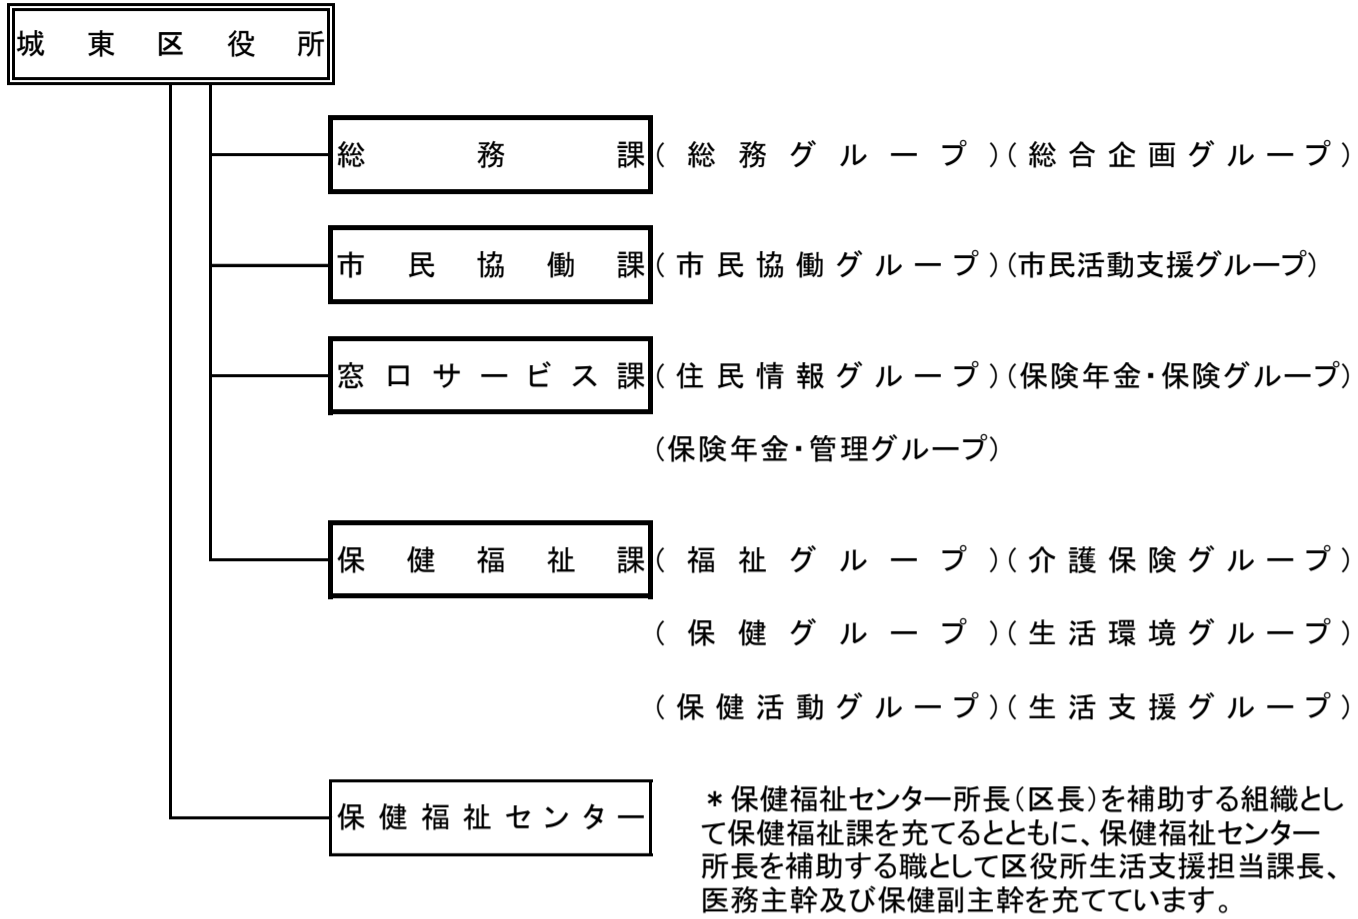 城東区役所
総務課(総務グループ)(総合企画グループ)
市民協働課(市民協働グループ)(市民活動支援グループ)
窓口サービス課(住民情報グループ)(保険年金・保険グループ)
(保険年金・管理グループ)
保健福祉課(福祉グループ)(介護保険グループ)
(保健グループ)(生活環境グループ)
(保健活動グループ)(生活支援グループ)
保健福祉センター
*保健福祉センター所長(区長)を補助する組織とし
て保健福祉課を充てるとともに、保健福祉センター
所長を補助する職として区役所生活支援担当課長、
医務主幹及び保健副主幹を充てています。